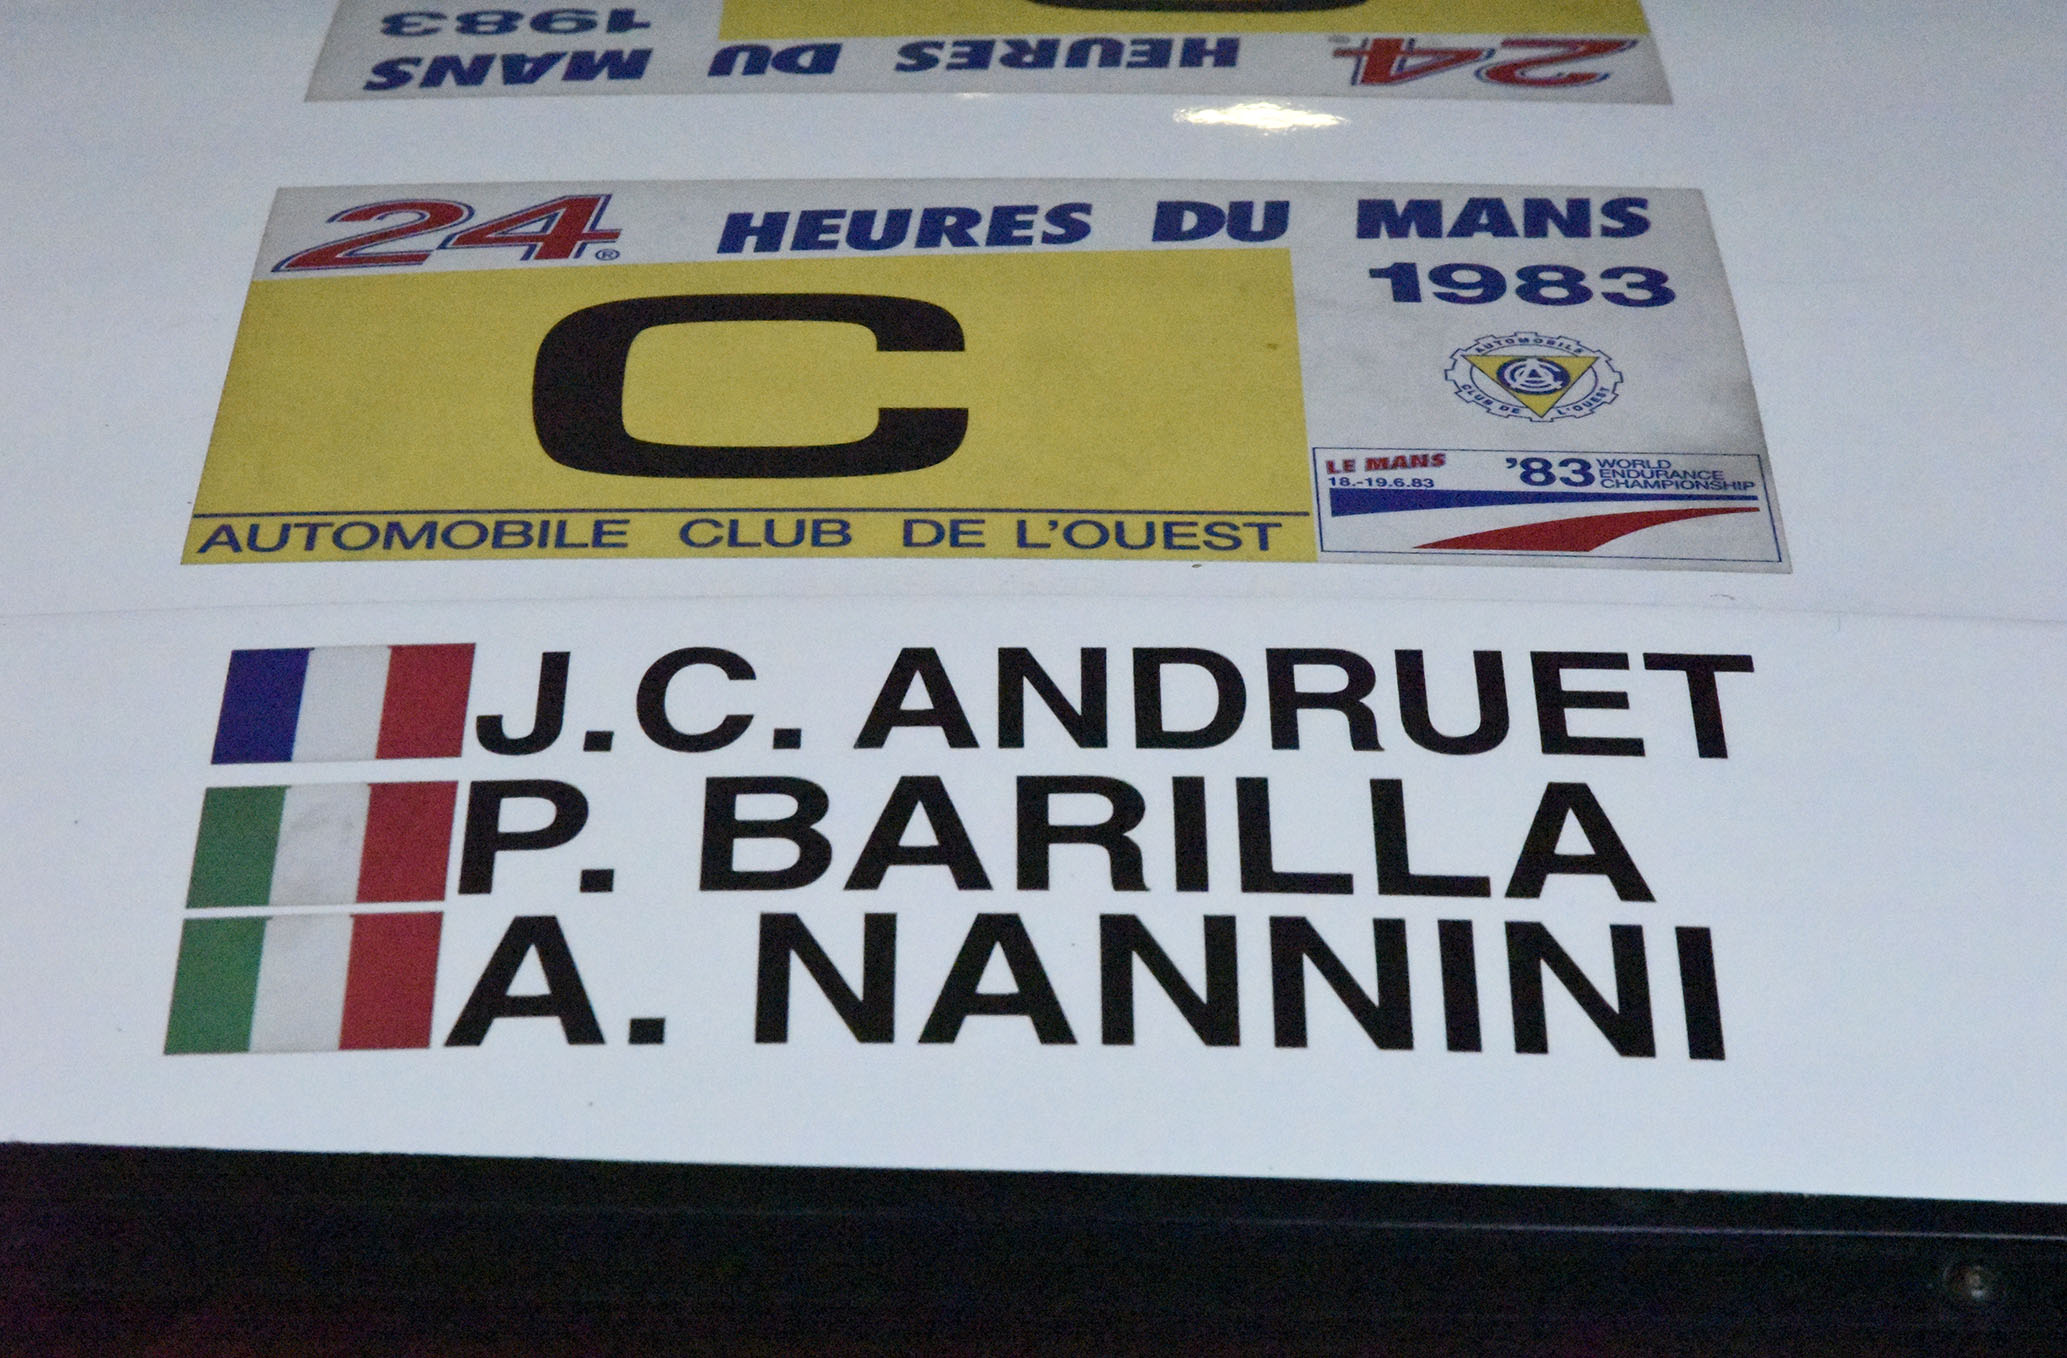 1983
24 HEURES DU MANS
24® HEURES DU MANS
1983
C
AUTOMOBILE CLUB DE L'OUEST
AUTOMOBILE CLUB DE L'OUEST
LE MANS
18.-19.6.83
'83 WORLD
ENDURANCE
CHAMPIONSHIP
J.C. ANDRUET
P. BARILLA
A. NANNINI